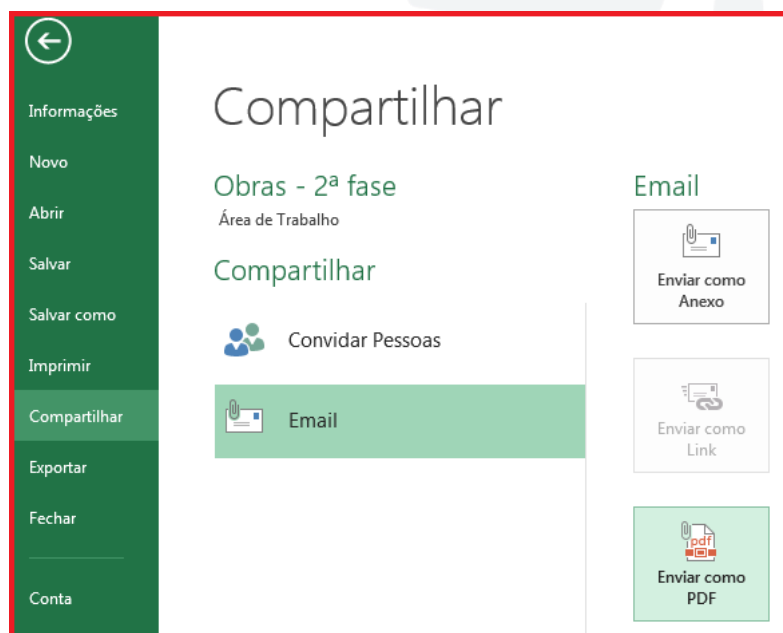 Informações
Novo
Abrir
Salvar
Salvar como
Imprimir
Compartilhar
Exportar
Fechar
Conta
Compartilhar
Obras - 2ª fase
Área de Trabalho
Compartilhar
Convidar Pessoas
Email
Email
Enviar como
Anexo
Enviar como
Link
pdf
Enviar como
PDF